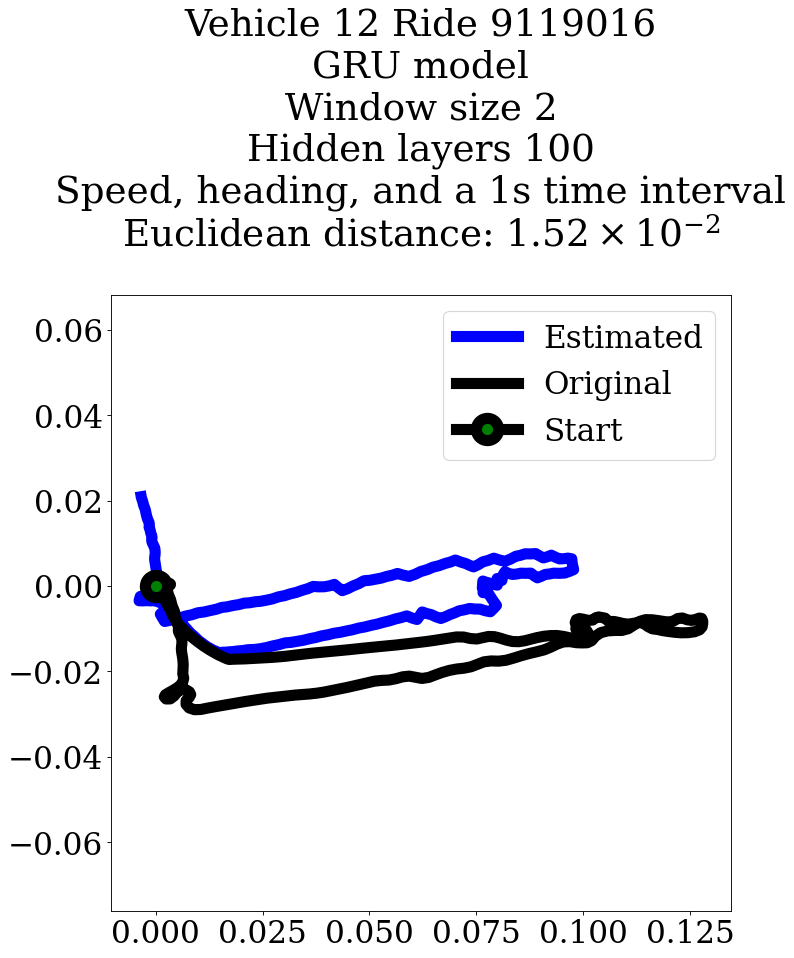 Vehicle 12 Ride 9119016
GRU model
Window size 2
Hidden layers 100
Speed, heading, and a 1s time interval
Euclidean distance: 1.52 × 10⁻²
Estimated
Original
Start
0.06
0.04
0.02
0.00
−0.02
−0.04
−0.06
0.000 0.025 0.050 0.075 0.100 0.125